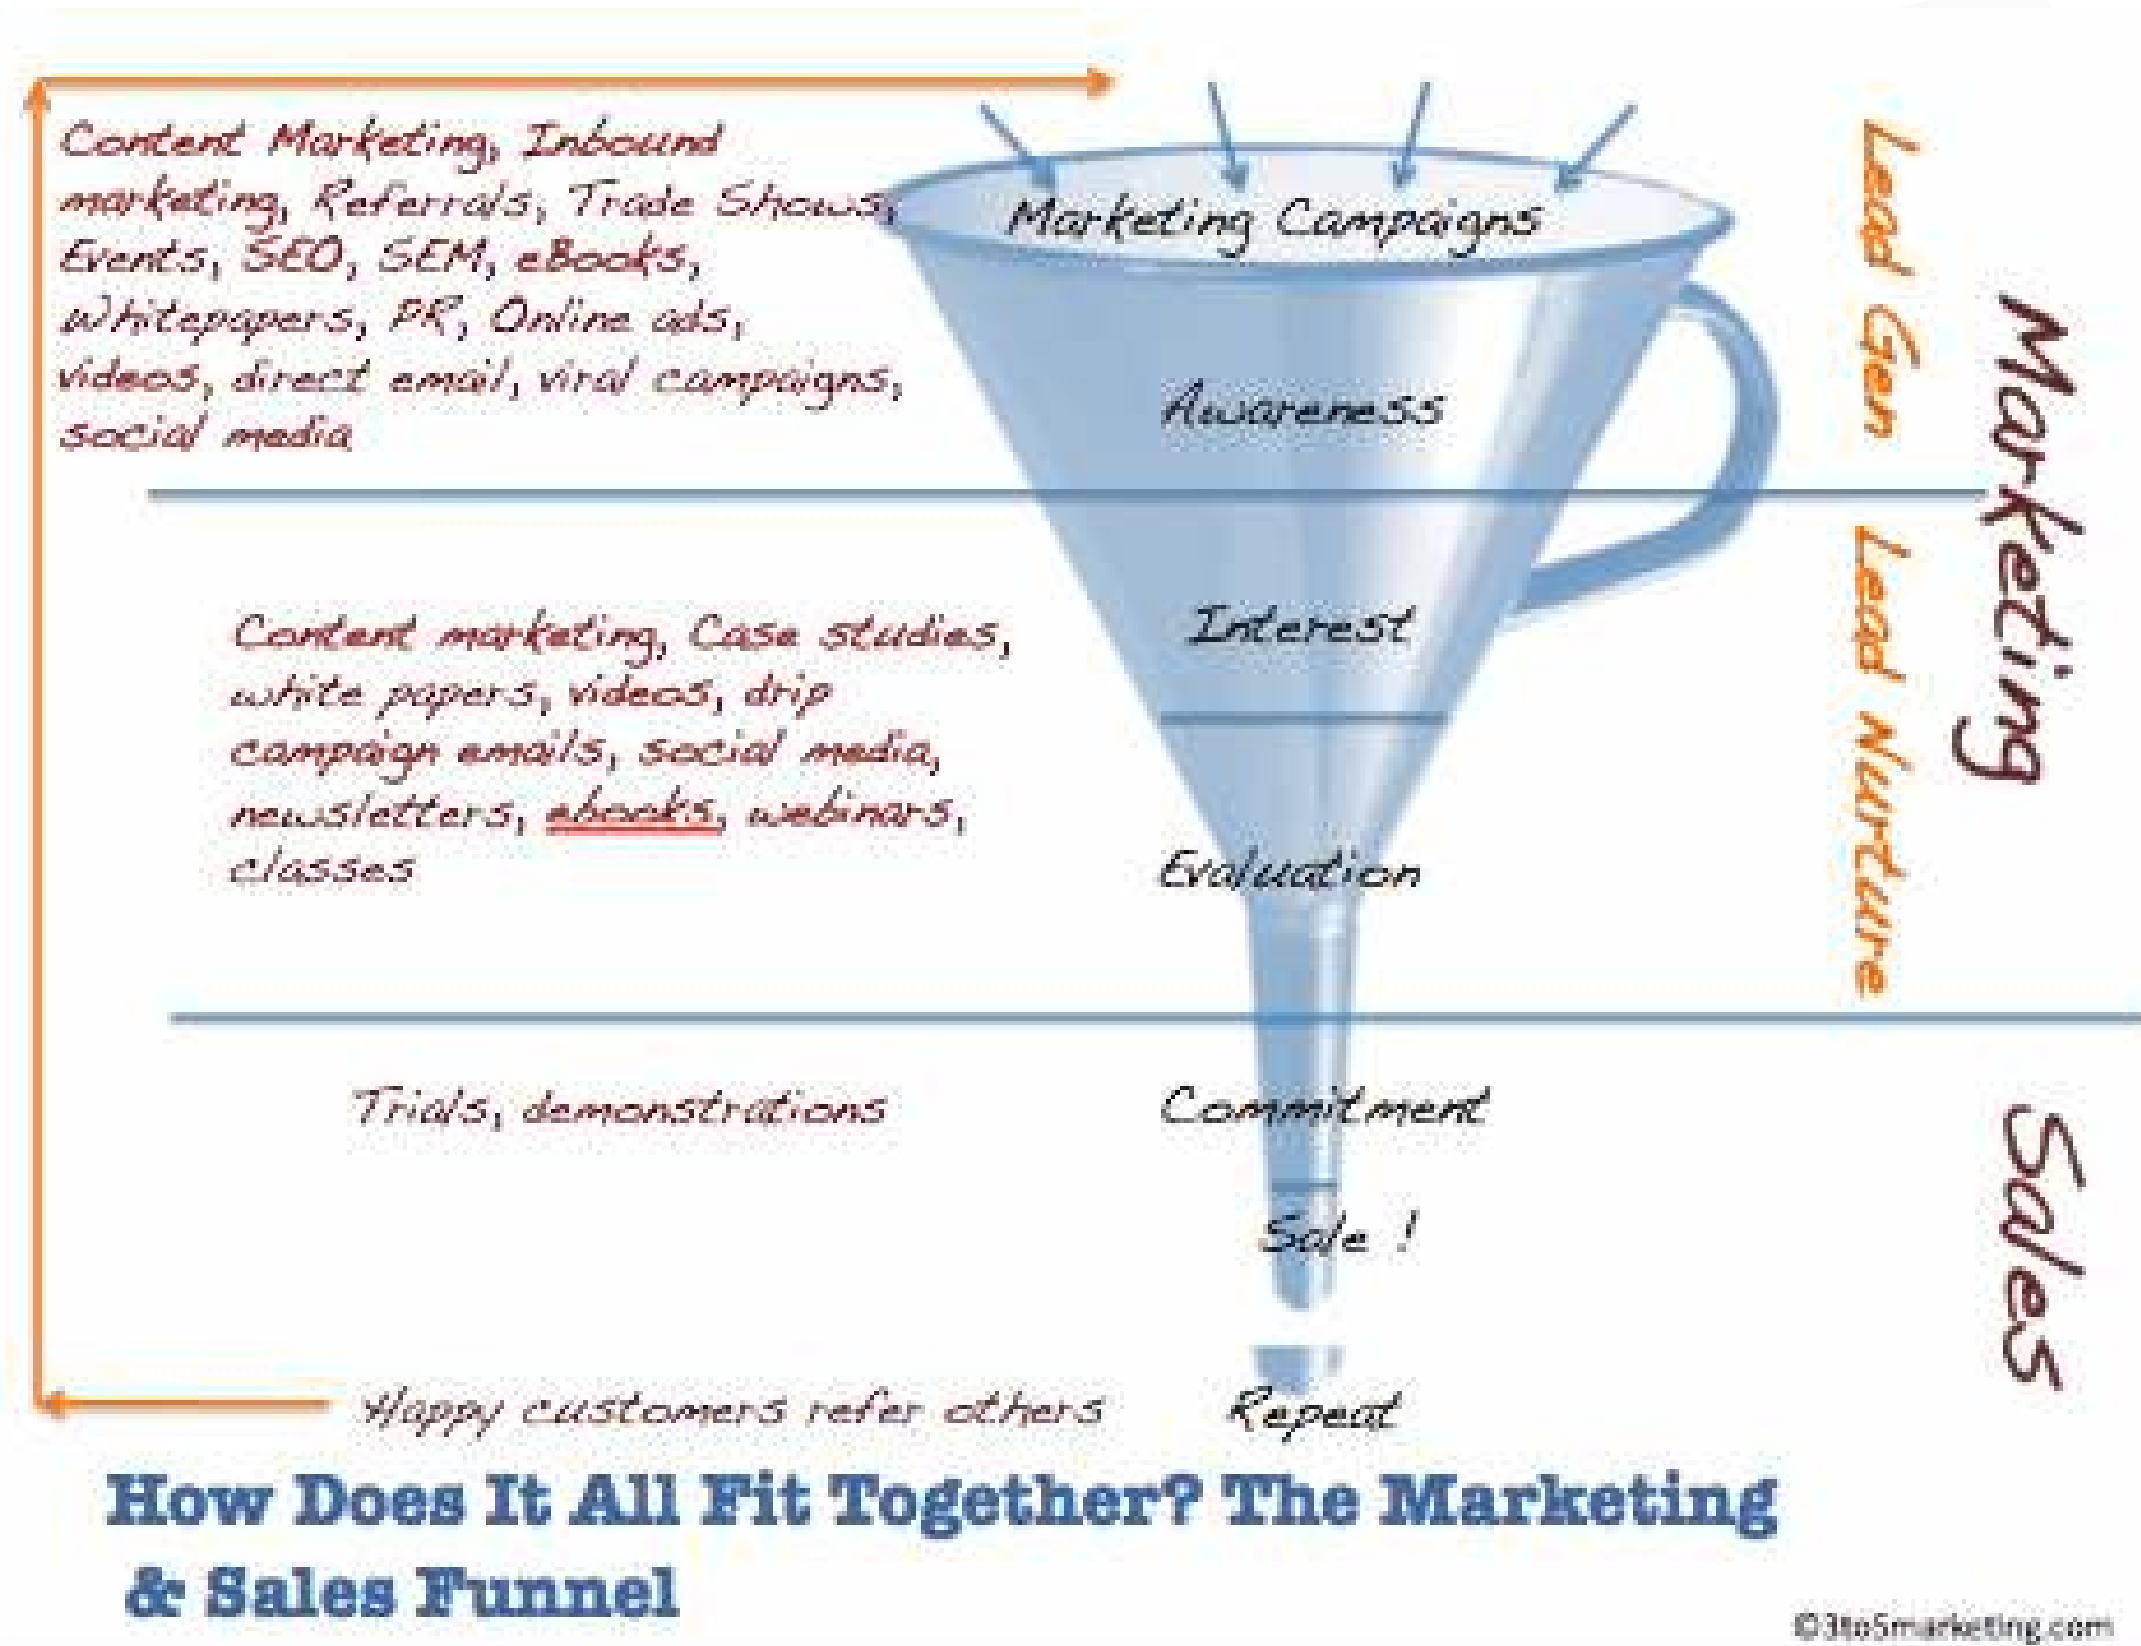 Content Marketing, Inbound
marketing, Referrals, Trade Shows,
Events, SEO, SEM, eBooks,
Whitepapers, PR, Online ads,
videos, direct email, viral campaigns,
social media
Marketing Campaigns
Awareness
Lead Gen
Marketing
Content marketing, Case studies,
white papers, videos, drip
campaign emails, social media,
newsletters, ebooks, webinars,
classes
Interest
Evaluation
Lead Nurture
Trials, demonstrations
Commitment
Sale !
Sales
Happy customers refer others
Repeat
How Does It All Fit Together? The Marketing
& Sales Funnel
©3to5marketing.com